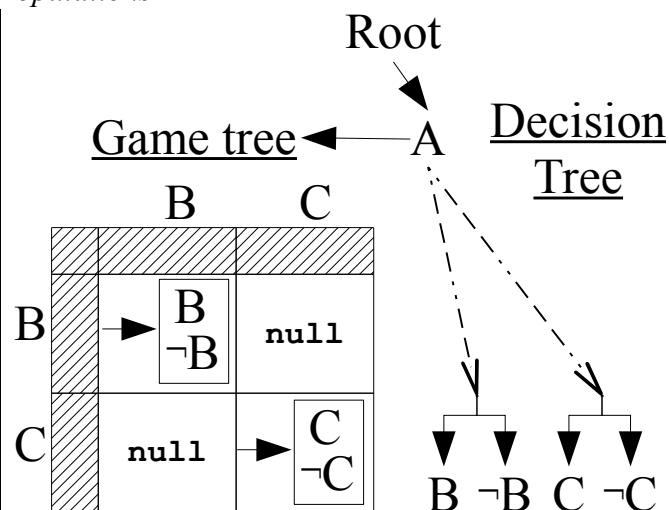 Root
Game tree
A
Decision
Tree
B C
B
B
¬B
null
C
null
C
¬C
B ¬B C ¬C